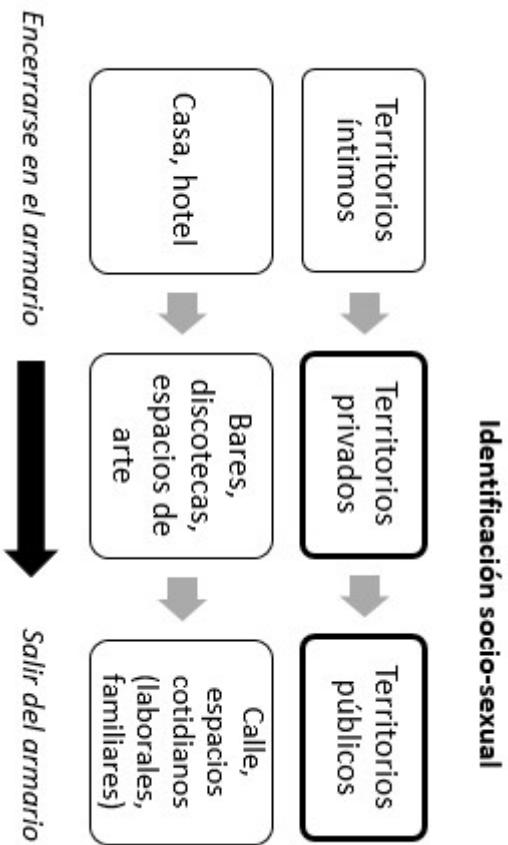 Identificación socio-sexual
Territorios
íntimos
Territorios
privados
Territorios
públicos
Casa, hotel
Bares,
discotecas,
espacios de
arte
Calle,
espacios
cotidianos
(laborales,
familiares)
Encerrarse en el armario
Salir del armario